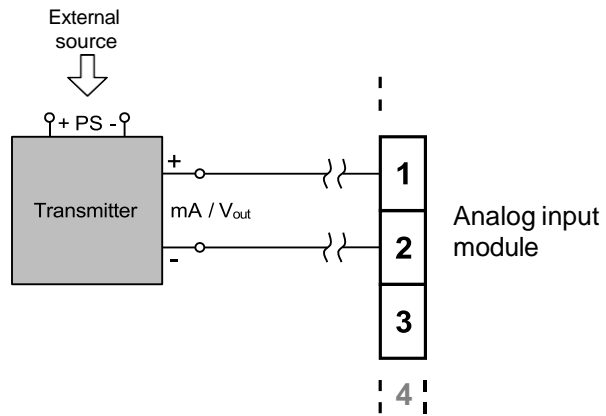 External
source
+ PS -
+
Transmitter
mA / Vout
-
1
2
3
4
Analog input
module